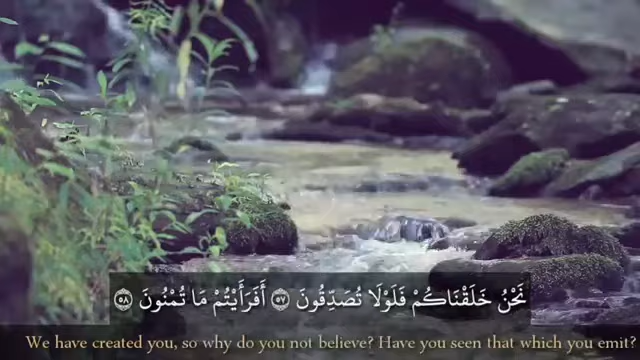 نَحْنُ خَلَقْنَاكُمْ فَلَوْلَا تُصَدِّقُونَ ۝٥٧ أَفَرَأَيْتُمْ مَا تُمْنُونَ ۝٥٨
We have created you, so why do you not believe? Have you seen that which you emit?